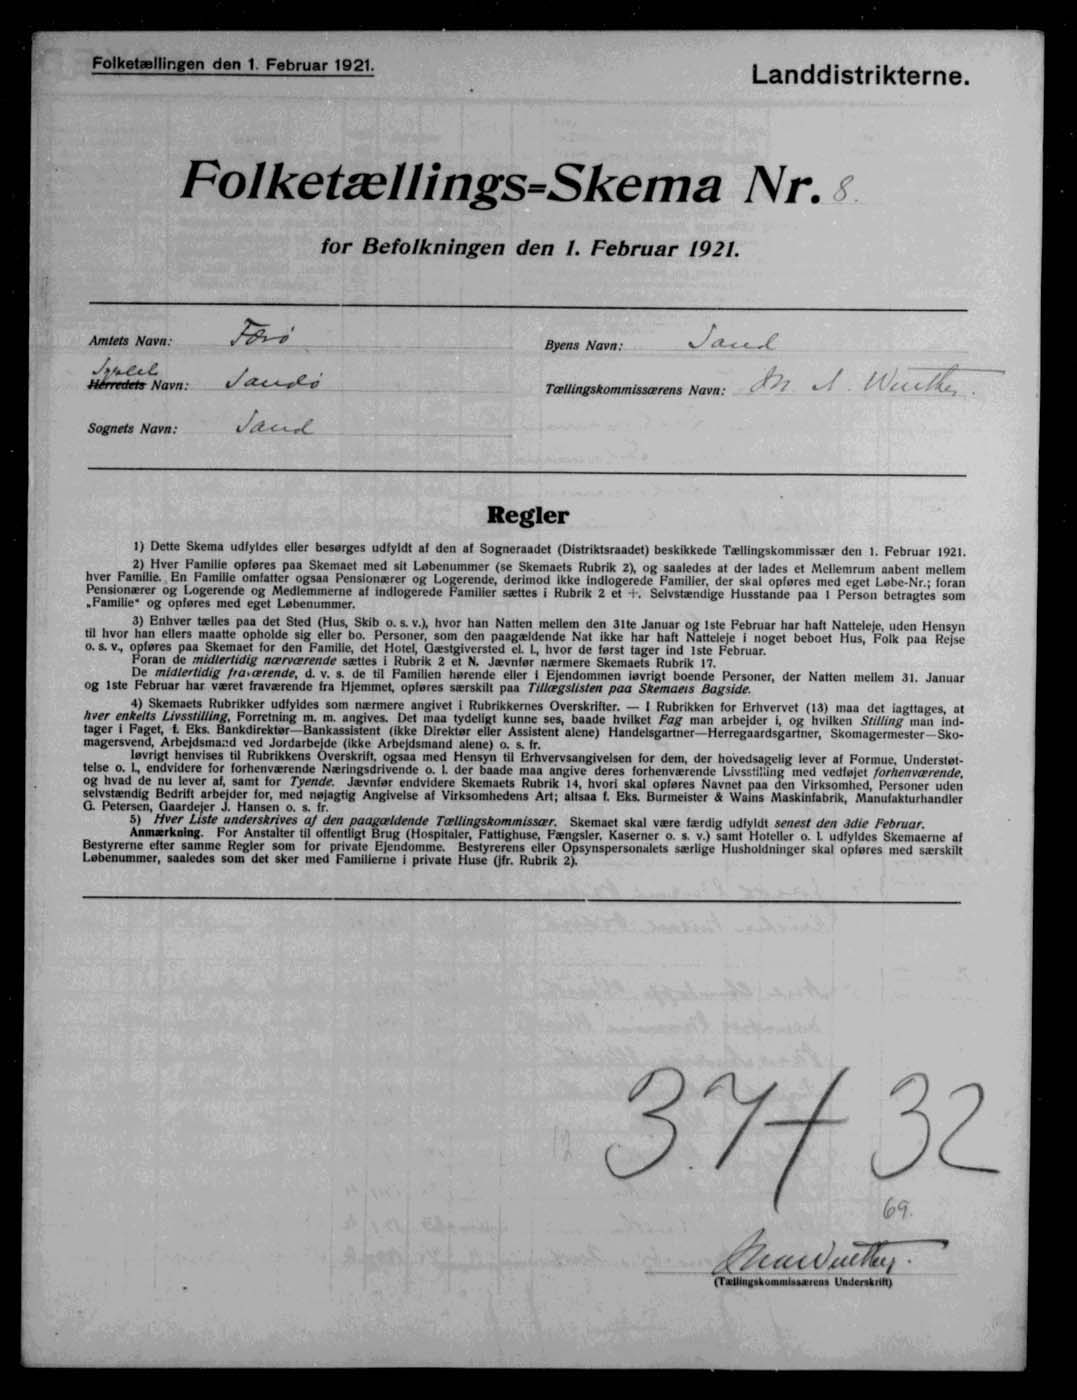 Folketællingen den 1. Februar 1921.
Landdistrikterne.
Folketællings=Skema Nr. 8.
for Befolkningen den 1. Februar 1921.
Amtets Navn: Færø
Byens Navn: Sand
Syssel
Herredets Navn: Sandø
Tællingskommissærens Navn: M A Winther.
Sognets Navn: Sand
Regler
1) Dette Skema udfyldes eller besørges udfyldt af den af Sogneraadet (Distriktsraadet) beskikkede Tællingskommissær den 1. Februar 1921.
2) Hver Familie opføres paa Skemaet med sit Løbenummer (se Skemaets Rubrik 2), og saaledes at der lades et Mellemrum aabent mellem
hver Familie. En Familie omfatter ogsaa Pensionærer og Logerende, derimod ikke indlogerede Familier, der skal opføres med eget Løbe-Nr.; foran
Pensionærer og Logerende og Medlemmerne af indlogerede Familier sættes i Rubrik 2 et +. Selvstændige Husstande paa 1 Person betragtes som
„Familie" og opføres med eget Løbenummer.
3) Enhver tælles paa det Sted (Hus, Skib o. s. v.), hvor han Natten mellem den 31te Januar og 1ste Februar har haft Natteleje, uden Hensyn
til hvor han ellers maatte opholde sig eller bo. Personer, som den paagældende Nat ikke har haft Natteleje i noget beboet Hus, Folk paa Rejse
o. s. v., opføres paa Skemaet for den Familie, det Hotel, Gæstgiversted el. l., hvor de først tager ind 1ste Februar.
Foran de midlertidig nærværende sættes i Rubrik 2 et N. Jævnfør nærmere Skemaets Rubrik 17.
De midlertidig fraværende, d. v. s. de til Familien hørende eller i Ejendommen iøvrigt boende Personer, der Natten mellem 31. Januar
og 1ste Februar har været fraværende fra Hjemmet, opføres særskilt paa Tillægslisten paa Skemaets Bagside.
4) Skemaets Rubrikker udfyldes som nærmere angivet i Rubrikkernes Overskrifter. — I Rubrikken for Erhvervet (13) maa det iagttages, at
hver enkelts Livsstilling, Forretning m. m. angives. Det maa tydeligt kunne ses, baade hvilket Fag man arbejder i, og hvilken Stilling man ind-
tager i Faget, f. Eks. Bankdirektør—Bankassistent (ikke Direktør eller Assistent alene) Handelsgartner—Herregaardsgartner, Skomagermester—Sko-
magersvend, Arbejdsmand ved Jordarbejde (ikke Arbejdsmand alene) o. s. fr.
Iøvrigt henvises til Rubrikkens Overskrift, ogsaa med Hensyn til Erhvervsangivelsen for dem, der hovedsagelig lever af Formue, Understøt-
telse o. l., endvidere for forhenværende Næringsdrivende o. l. der baade maa angive deres forhenværende Livsstilling med vedføjet forhenværende,
og hvad de nu lever af, samt for Tyende. Jævnfør endvidere Skemaets Rubrik 14, hvori skal opføres Navnet paa den Virksomhed, Personer uden
selvstændig Bedrift arbejder for, med nøjagtig Angivelse af Virksomhedens Art; altsaa f. Eks. Burmeister & Wains Maskinfabrik, Manufakturhandler
G. Petersen, Gaardejer J. Hansen o. s. fr.
5) Hver Liste underskrives af den paagældende Tællingskommissær. Skemaet skal være færdig udfyldt senest den 3die Februar.
Anmærkning. For Anstalter til offentligt Brug (Hospitaler, Fattighuse, Fængsler, Kaserner o. s. v.) samt Hoteller o. l. udfyldes Skemaerne af
Bestyrerne efter samme Regler som for private Ejendomme. Bestyrerens eller Opsynspersonalets særlige Husholdninger skal opføres med særskilt
Løbenummer, saaledes som det sker med Familierne i private Huse (jfr. Rubrik 2).
37 + 32
69.
Winther.
(Tællingskommissærens Underskrift)